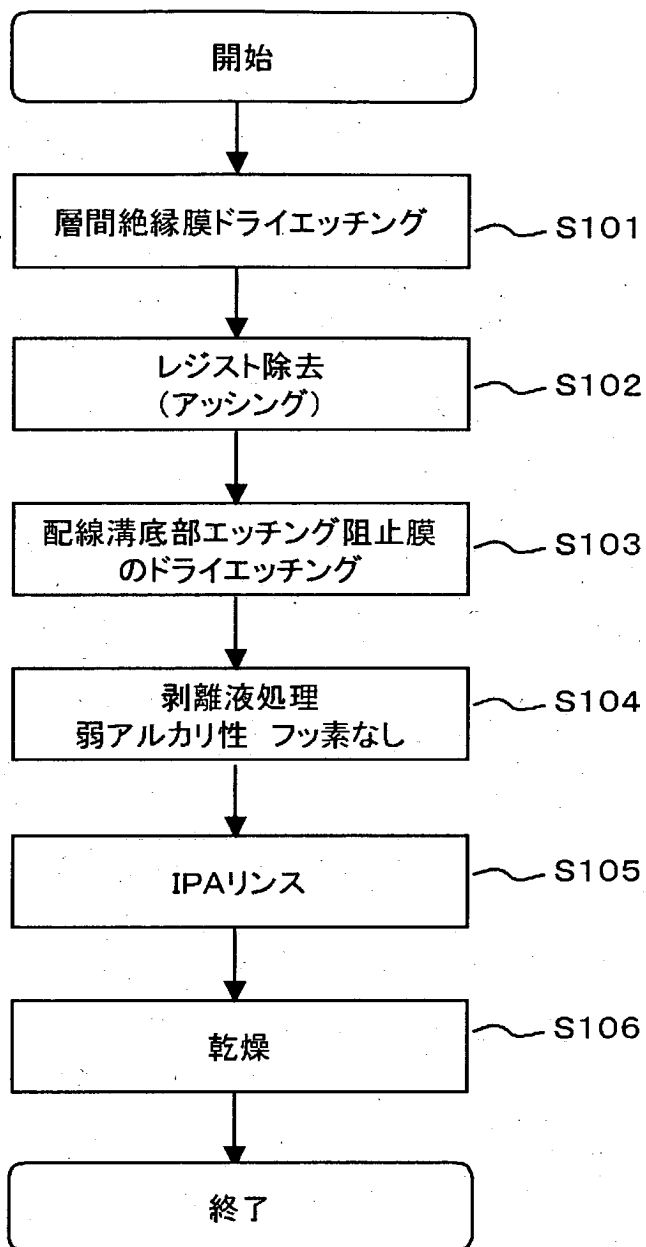 開始
層間絶縁膜ドライエッチング
S101
レジスト除去
(アッシング)
S102
配線溝底部エッチング阻止膜
のドライエッチング
S103
剥離液処理
弱アルカリ性 フッ素なし
S104
IPAリンス
S105
乾燥
S106
終了